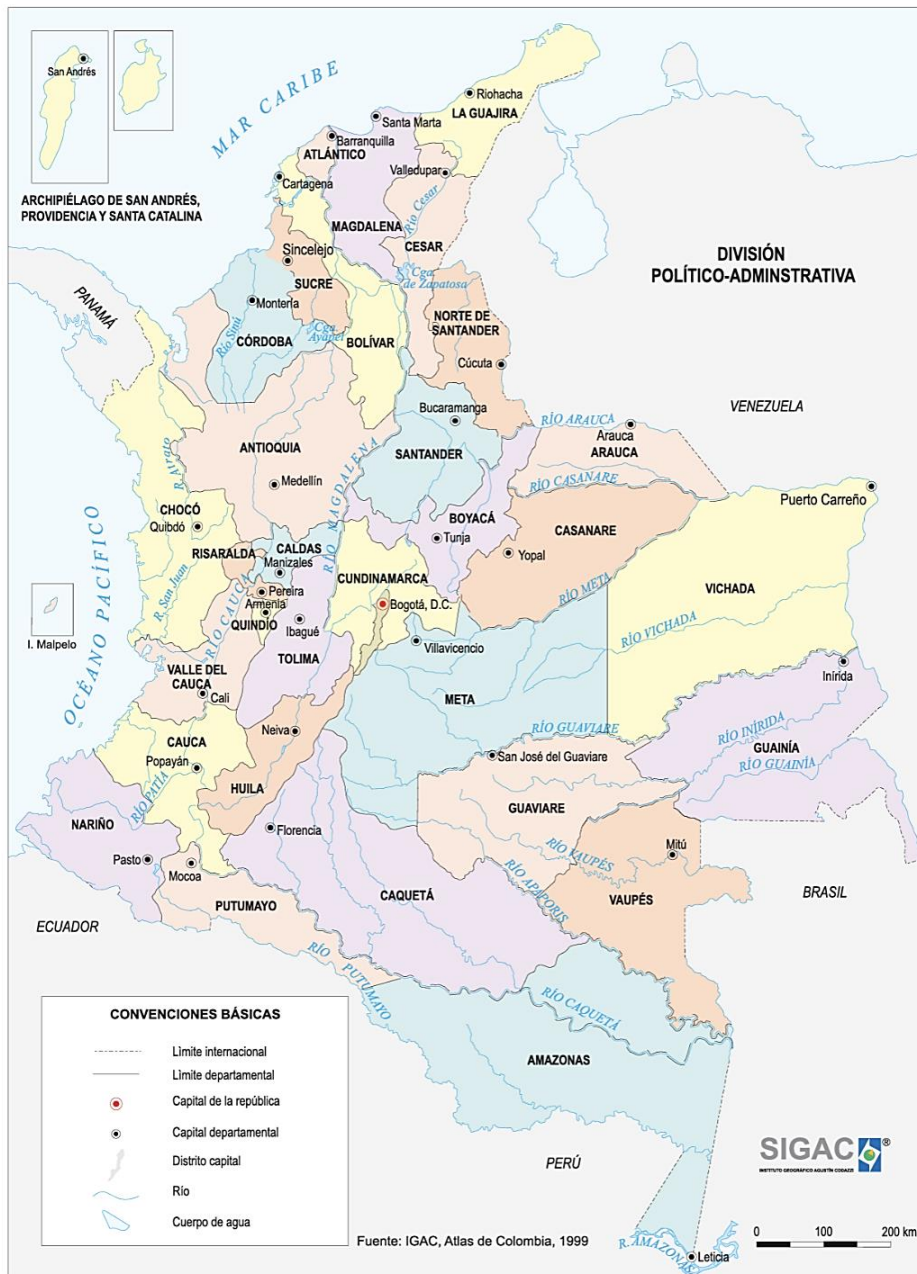 San Andrés
ARCHIPIÉLAGO DE SAN ANDRÉS,
PROVIDENCIA Y SANTA CATALINA
MAR CARIBE
DIVISIÓN
POLÍTICO-ADMINSTRATIVA
Riohacha
LA GUAJIRA
Santa Marta
Barranquilla
ATLÁNTICO
Cartagena
Valledupar
Río Cesar
MAGDALENA
CESAR
Cga.
de Zapatosa
Sincelejo
SUCRE
Montería
Río Sinú
CÓRDOBA
Cga.
Ayapel
BOLÍVAR
NORTE DE
SANTANDER
Cúcuta
PANAMÁ
VENEZUELA
Bucaramanga
SANTANDER
RÍO ARAUCA
Arauca
ARAUCA
RÍO CASANARE
ANTIOQUIA
Medellín
RÍO MAGDALENA
R. Atrato
CHOCÓ
Quibdó
R. San Juan
OCÉANO PACÍFICO
I. Malpelo
BOYACÁ
Tunja
CASANARE
Yopal
RÍO META
Puerto Carreño
VICHADA
RÍO VICHADA
RISARALDA
CALDAS
Manizales
Pereira
Armenia
QUINDÍO
RÍO CAUCA
Ibagué
TOLIMA
CUNDINAMARCA
Bogotá, D.C.
Villavicencio
META
VALLE DEL
CAUCA
Cali
CAUCA
Popayán
RÍO PATÍA
Neiva
HUILA
RÍO GUAVIARE
San José del Guaviare
GUAVIARE
Inírida
RÍO INÍRIDA
GUAINÍA
RÍO GUAINÍA
NARIÑO
Pasto
Mocoa
PUTUMAYO
RÍO PUTUMAYO
Florencia
CAQUETÁ
RÍO VAUPÉS
Mitú
VAUPÉS
RÍO APAPORIS
RÍO CAQUETÁ
AMAZONAS
ECUADOR
BRASIL
PERÚ
R. AMAZONAS
Leticia
CONVENCIONES BÁSICAS
Lìmite internacional
Lìmite departamental
Capital de la república
Capital departamental
Distrito capital
Río
Cuerpo de agua
Fuente: IGAC, Atlas de Colombia, 1999
SIGAC®
INSTITUTO GEOGRÁFICO AGUSTÍN CODAZZI
0 100 200 km